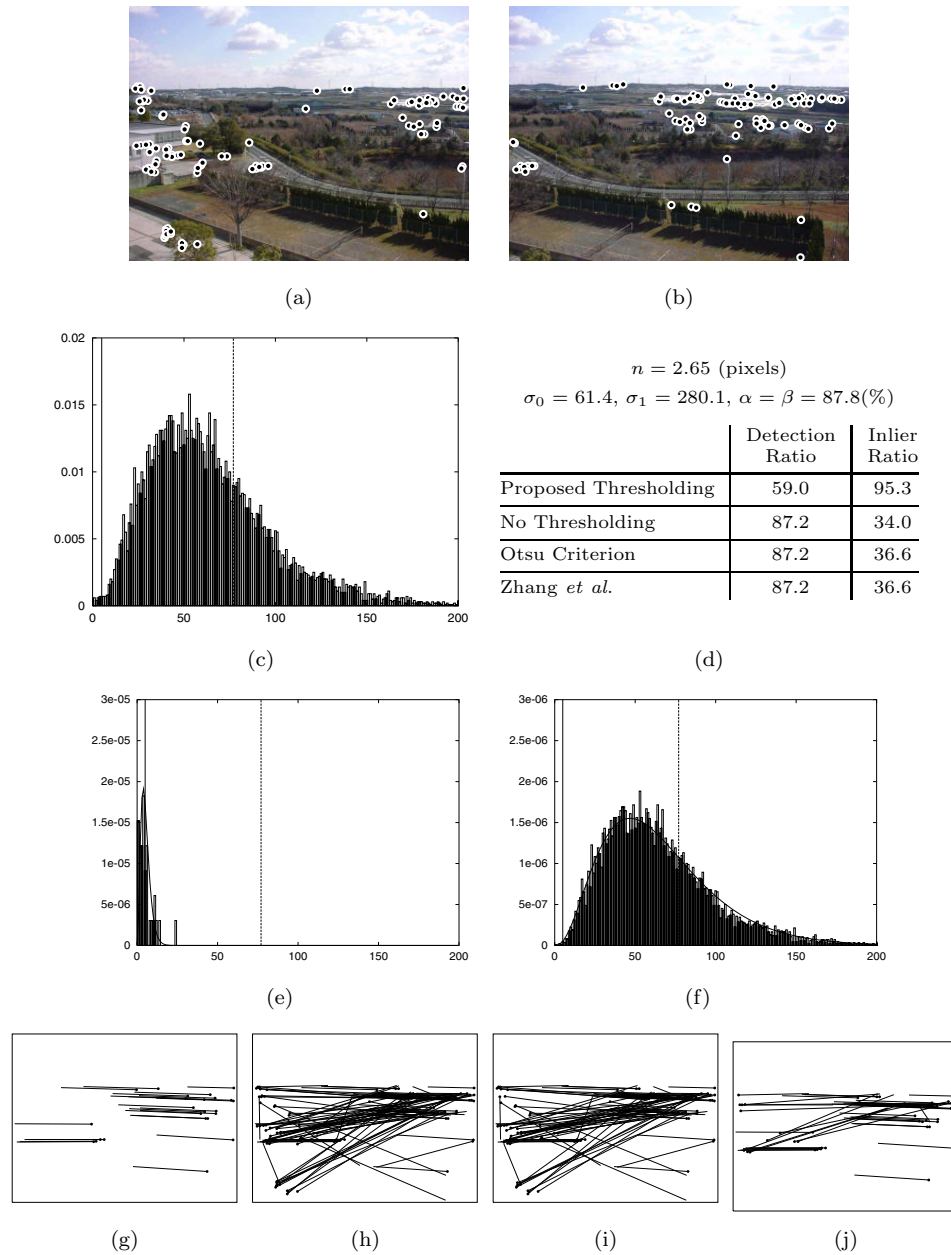 (a)
(b)
0.02
0.015
0.01
0.005
0
0
50
100
150
200
(c)
n = 2.65 (pixels)
σ0 = 61.4, σ1 = 280.1, α = β = 87.8(%)
Detection Ratio
Inlier Ratio
Proposed Thresholding 59.0 95.3
No Thresholding 87.2 34.0
Otsu Criterion 87.2 36.6
Zhang et al. 87.2 36.6
(d)
3e-05
2.5e-05
2e-05
1.5e-05
1e-05
5e-06
0
0
50
100
150
200
(e)
3e-06
2.5e-06
2e-06
1.5e-06
1e-06
5e-07
0
0
50
100
150
200
(f)
(g)
(h)
(i)
(j)